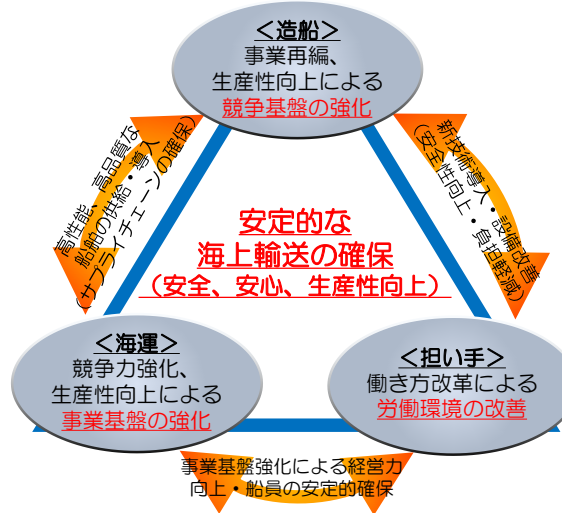 ＜造船＞
事業再編、
生産性向上による
競争基盤の強化
高性能、高品質な
船舶の供給・導入
（サプライチェーンの確保）
新技術導入・設備改善
（安全性向上・負担軽減）
安定的な
海上輸送の確保
（安全、安心、生産性向上）
＜海運＞
競争力強化、
生産性向上による
事業基盤の強化
＜担い手＞
働き方改革による
労働環境の改善
事業基盤強化による経営力
向上・船員の安定的確保